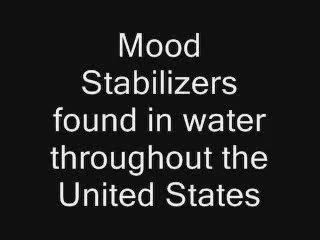 Mood
Stabilizers
found in water
throughout the
United States